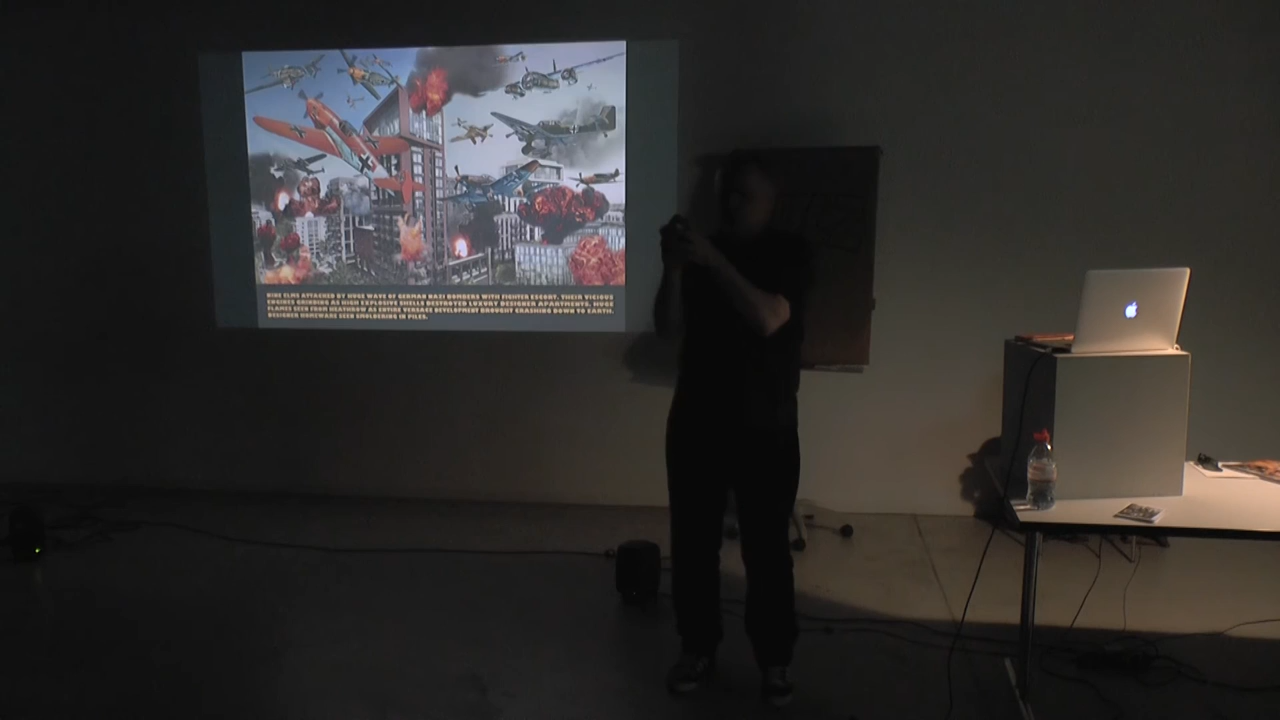 NINE ELMS ATTACKED BY HUGE WAVES OF GERMAN NAZI BOMBERS WITH FIGHTER ESCORT. THEIR VICIOUS
ENGINES GRINDING AS HIGH EXPLOSIVE SHELLS DESTROYED LUXURY DESIGNER APARTMENTS. HUGE
FLAMES SEEN FROM HEATHROW AS ENTIRE VERSACE DEVELOPMENT BROUGHT CRASHING DOWN TO EARTH.
DESIGNER HOMEWARE SEEN SMOLDERING IN PILES.